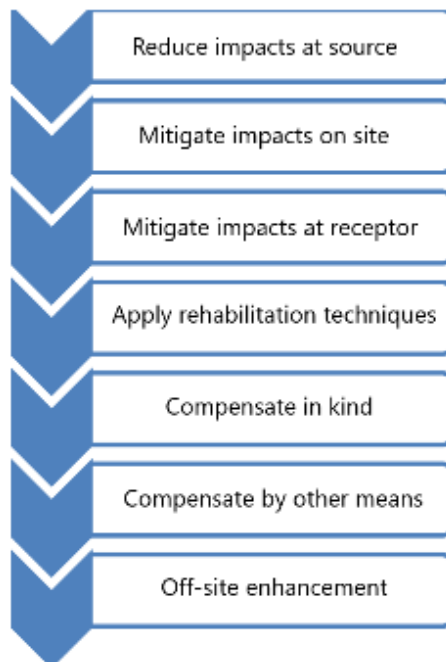 Reduce impacts at source
Mitigate impacts on site
Mitigate impacts at receptor
Apply rehabilitation techniques
Compensate in kind
Compensate by other means
Off-site enhancement